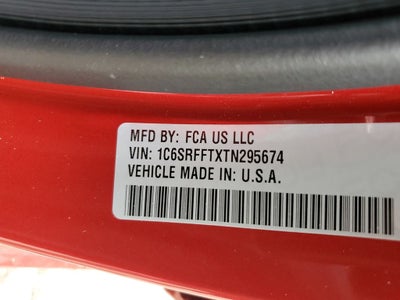 MFD BY: FCA US LLC
VIN: 1C6SRFFTXTN295674
VEHICLE MADE IN: U.S.A.